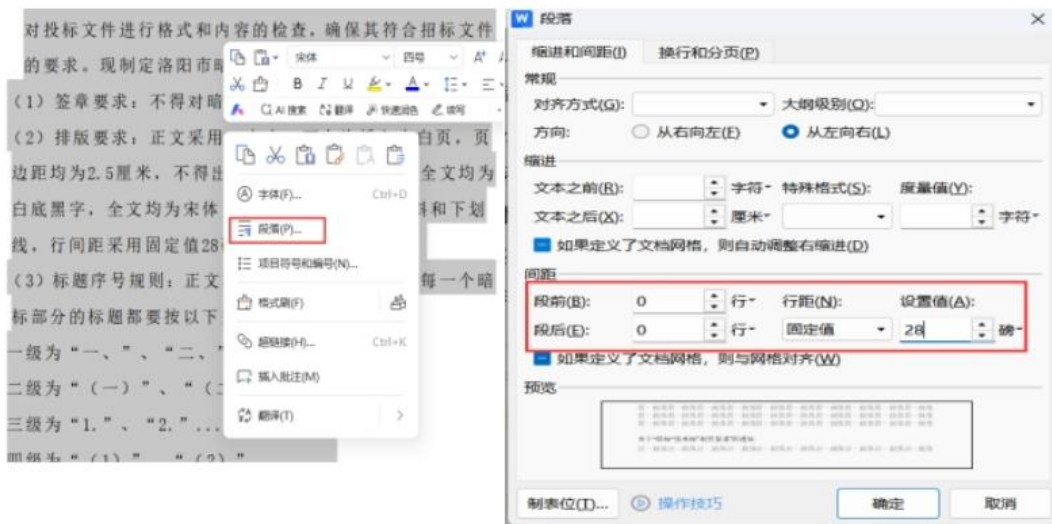 对投标文件进行格式和内容的检查，确保其符合招标文件
的要求。现制定洛阳市暗
（1）签章要求：不得对暗
（2）排版要求：正文采用
白页，页
边距均为2.5厘米，不得出
全文均为
白底黑字，全文均为宋体
斜和下划
线，行间距采用固定值28
（3）标题序号规则：正文
每一个暗
标部分的标题都要按以下
一级为“一、”、“二、”
二级为“（一）”、“（二
三级为“1.”、“2.”...
四级为“（1）”、“（2）”
宋体 四号 A+
B I U A
AI 搜索 翻译 快速润色 续写
字体(F)... Ctrl+D
段落(P)...
项目符号和编号(N)...
格式刷(F)
超链接(H)... Ctrl+K
插入批注(M)
翻译(T)
段落
缩进和间距(I) 换行和分页(P)
常规
对齐方式(G): 大纲级别(O):
方向: 从右向左(F) 从左向右(L)
缩进
文本之前(R): 字符 特殊格式(S): 度量值(Y):
文本之后(X): 厘米 字符
如果定义了文档网格，则自动调整右缩进(D)
间距
段前(B): 0 行 行距(N): 设置值(A):
段后(E): 0 行 固定值 28 磅
如果定义了文档网格，则与网格对齐(W)
预览
制表位(T)... 操作技巧 确定 取消